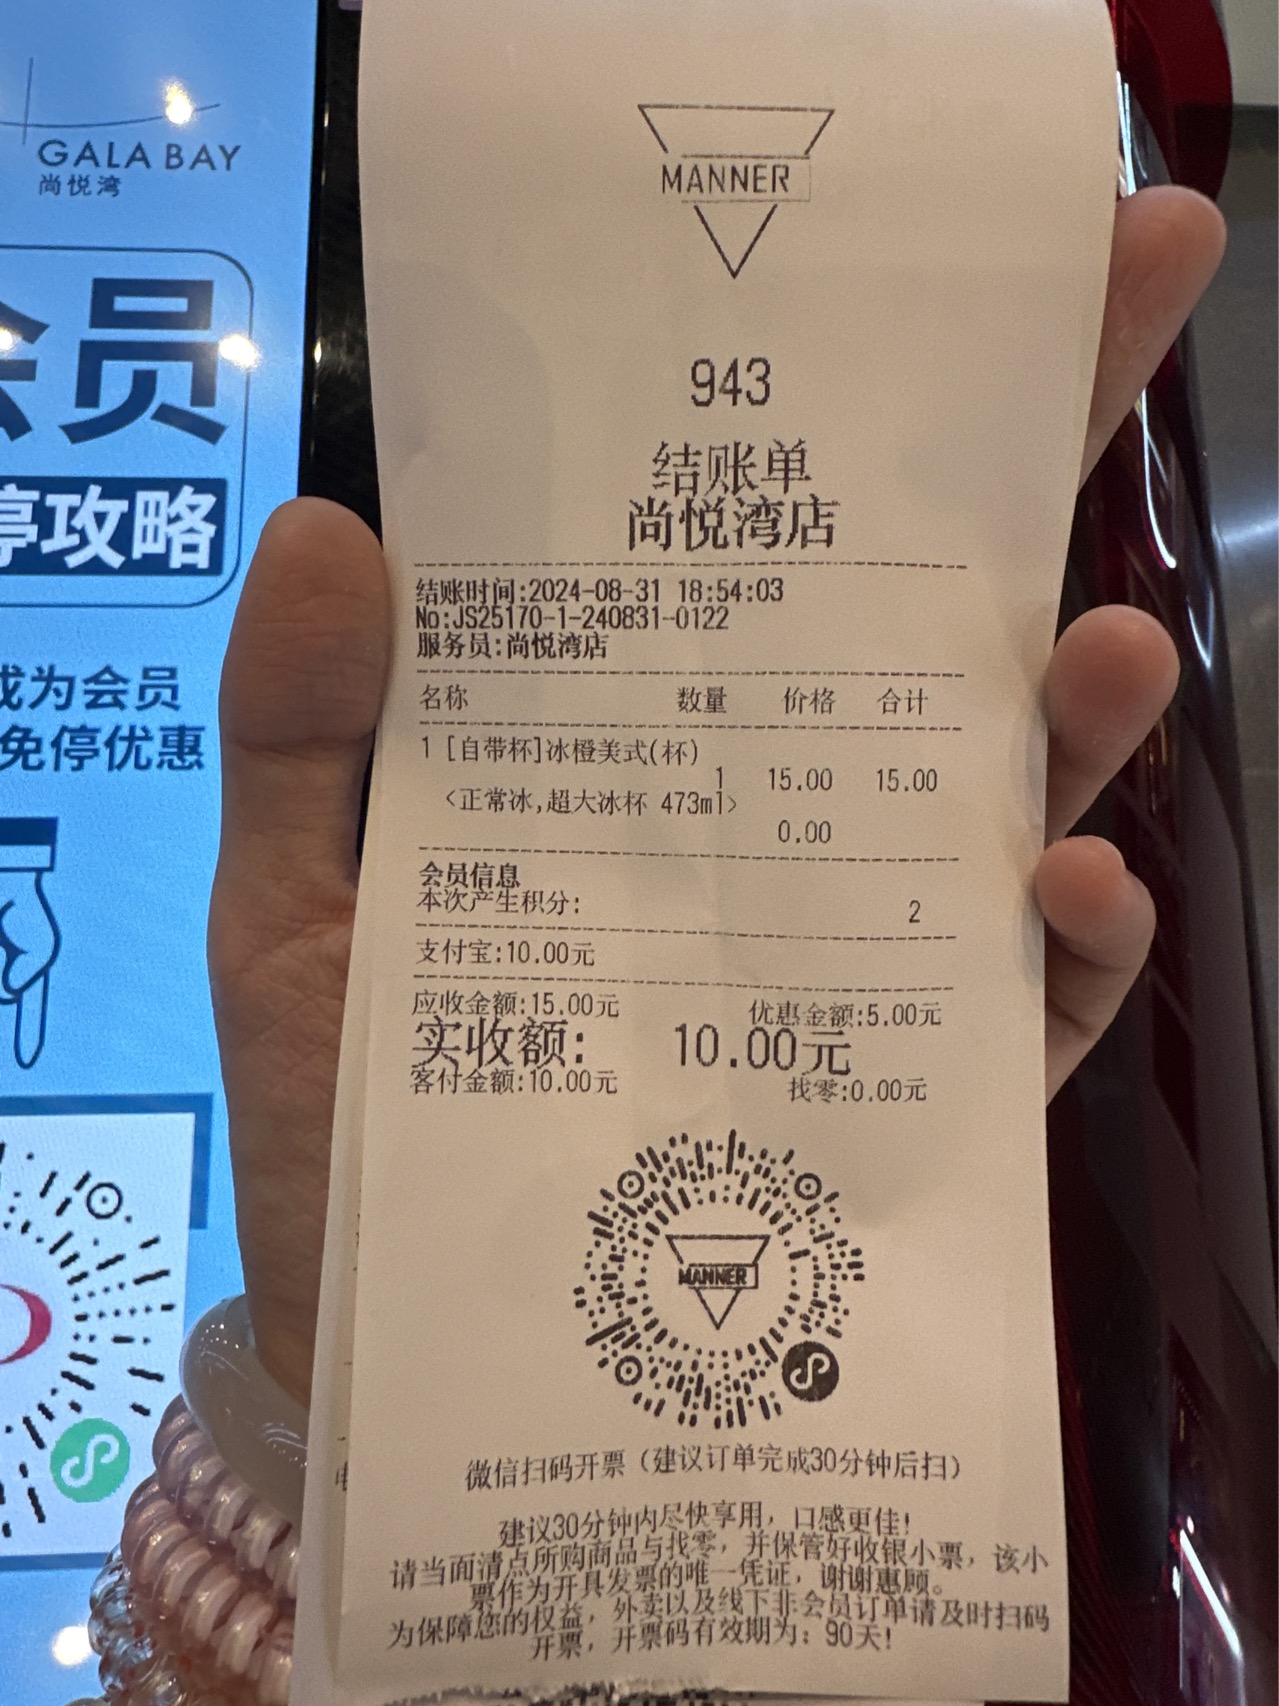 GALA BAY
尚悦湾
会员
停攻略
成为会员
免停优惠
MANNER
943
结账单
尚悦湾店
结账时间:2024-08-31 18:54:03
No:JS25170-1-240831-0122
服务员:尚悦湾店
名称 数量 价格 合计
1 [自带杯]冰橙美式(杯)
1 15.00 15.00
<正常冰,超大冰杯 473ml>
0.00
会员信息
本次产生积分: 2
支付宝:10.00元
应收金额:15.00元 优惠金额:5.00元
实收额: 10.00元
客付金额:10.00元 找零:0.00元
MANNER
微信扫码开票（建议订单完成30分钟后扫）
建议30分钟内尽快享用，口感更佳!
请当面清点所购商品与找零，并保管好收银小票，该小
票作为开具发票的唯一凭证，谢谢惠顾。
为保障您的权益，外卖以及线下非会员订单请及时扫码
开票，开票码有效期为：90天!